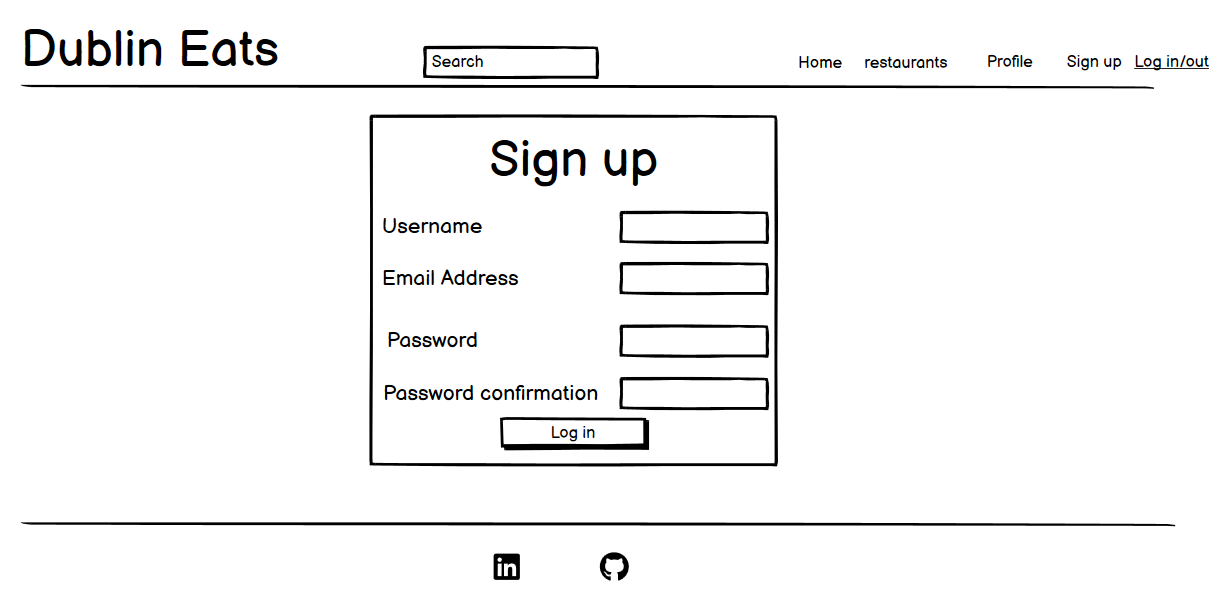 Dublin Eats
Search
Home restaurants Profile Sign up Log in/out
Sign up
Username
Email Address
Password
Password confirmation
Log in
in